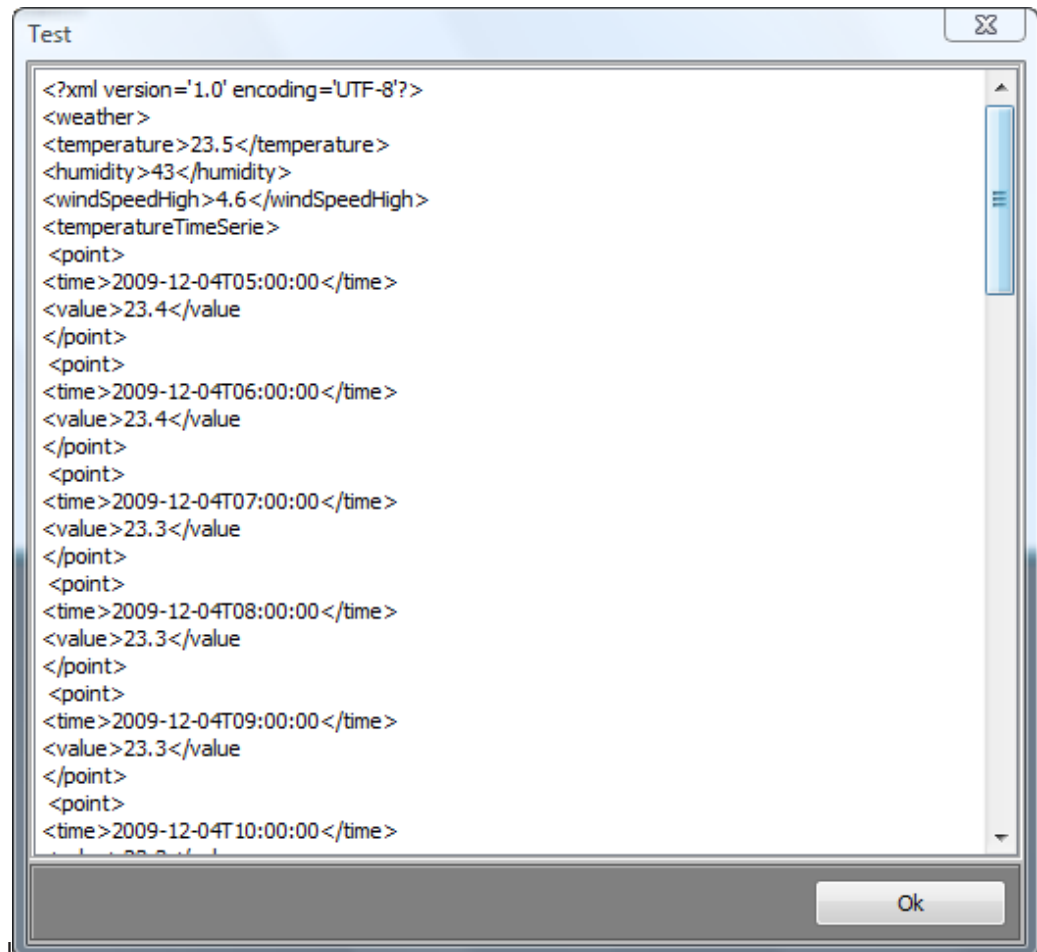 Test
<?xml version='1.0' encoding='UTF-8'?>
<weather>
<temperature>23.5</temperature>
<humidity>43</humidity>
<windSpeedHigh>4.6</windSpeedHigh>
<temperatureTimeSerie>
<point>
<time>2009-12-04T05:00:00</time>
<value>23.4</value
</point>
<point>
<time>2009-12-04T06:00:00</time>
<value>23.4</value
</point>
<point>
<time>2009-12-04T07:00:00</time>
<value>23.3</value
</point>
<point>
<time>2009-12-04T08:00:00</time>
<value>23.3</value
</point>
<point>
<time>2009-12-04T09:00:00</time>
<value>23.3</value
</point>
<point>
<time>2009-12-04T10:00:00</time>
Ok